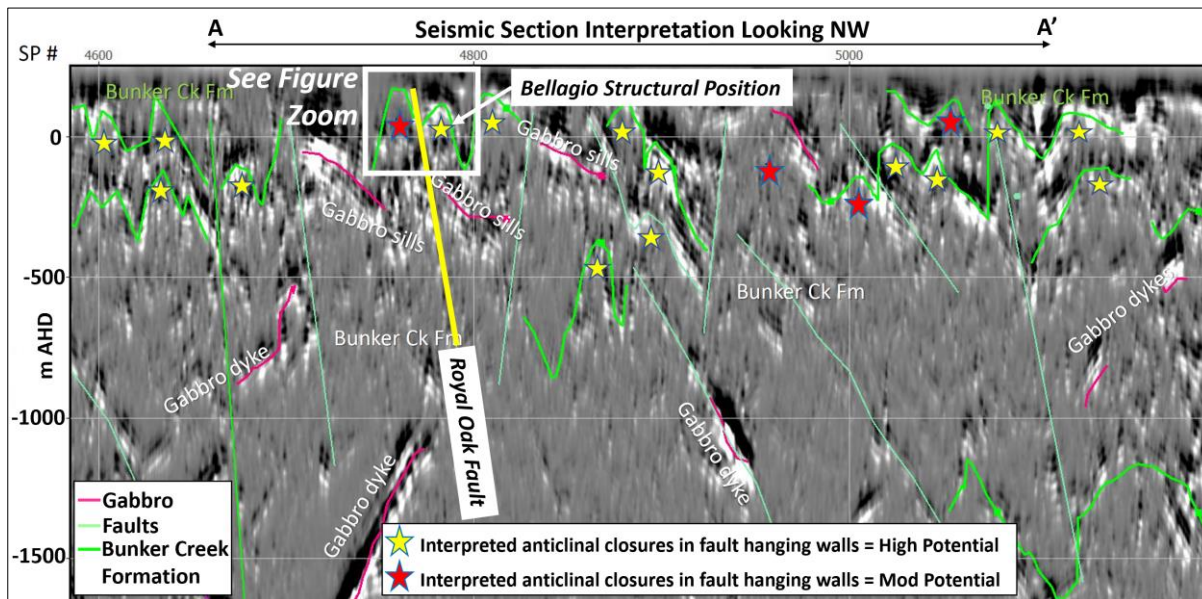 A
Seismic Section Interpretation Looking NW
A’
SP #
4600
4800
5000
Bunker Ck Fm
See Figure
Zoom
Bellagio Structural Position
Bunker Ck Fm
0
Gabbro sills
Gabbro sills
Gabbro sills
-500
m AHD
Bunker Ck Fm
Bunker Ck Fm
Gabbro dyke
Gabbro dykes
Royal Oak Fault
-1000
Gabbro dyke
Gabbro dyke
-1500
Gabbro
Faults
Bunker Creek
Formation
Interpreted anticlinal closures in fault hanging walls = High Potential
Interpreted anticlinal closures in fault hanging walls = Mod Potential